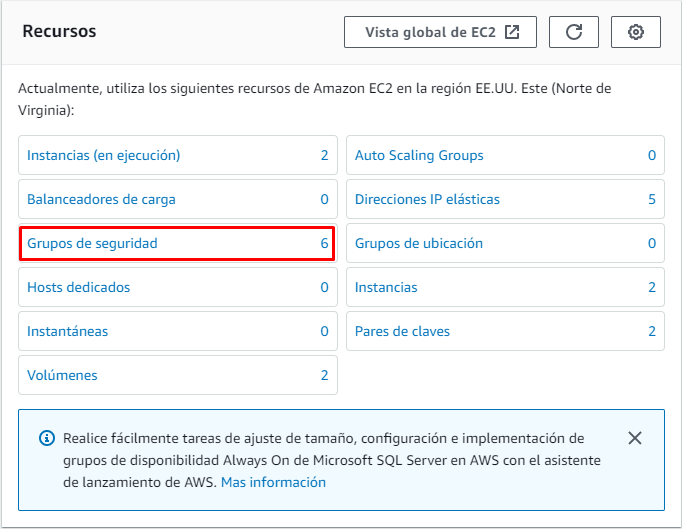 Recursos
Vista global de EC2
Actualmente, utiliza los siguientes recursos de Amazon EC2 en la región EE.UU. Este (Norte de
Virginia):
Instancias (en ejecución) 2
Auto Scaling Groups 0
Balanceadores de carga 0
Direcciones IP elásticas 5
Grupos de seguridad 6
Grupos de ubicación 0
Hosts dedicados 0
Instancias 2
Instantáneas 0
Pares de claves 2
Volúmenes 2
Realice fácilmente tareas de ajuste de tamaño, configuración e implementación de
grupos de disponibilidad Always On de Microsoft SQL Server en AWS con el asistente
de lanzamiento de AWS. Mas información